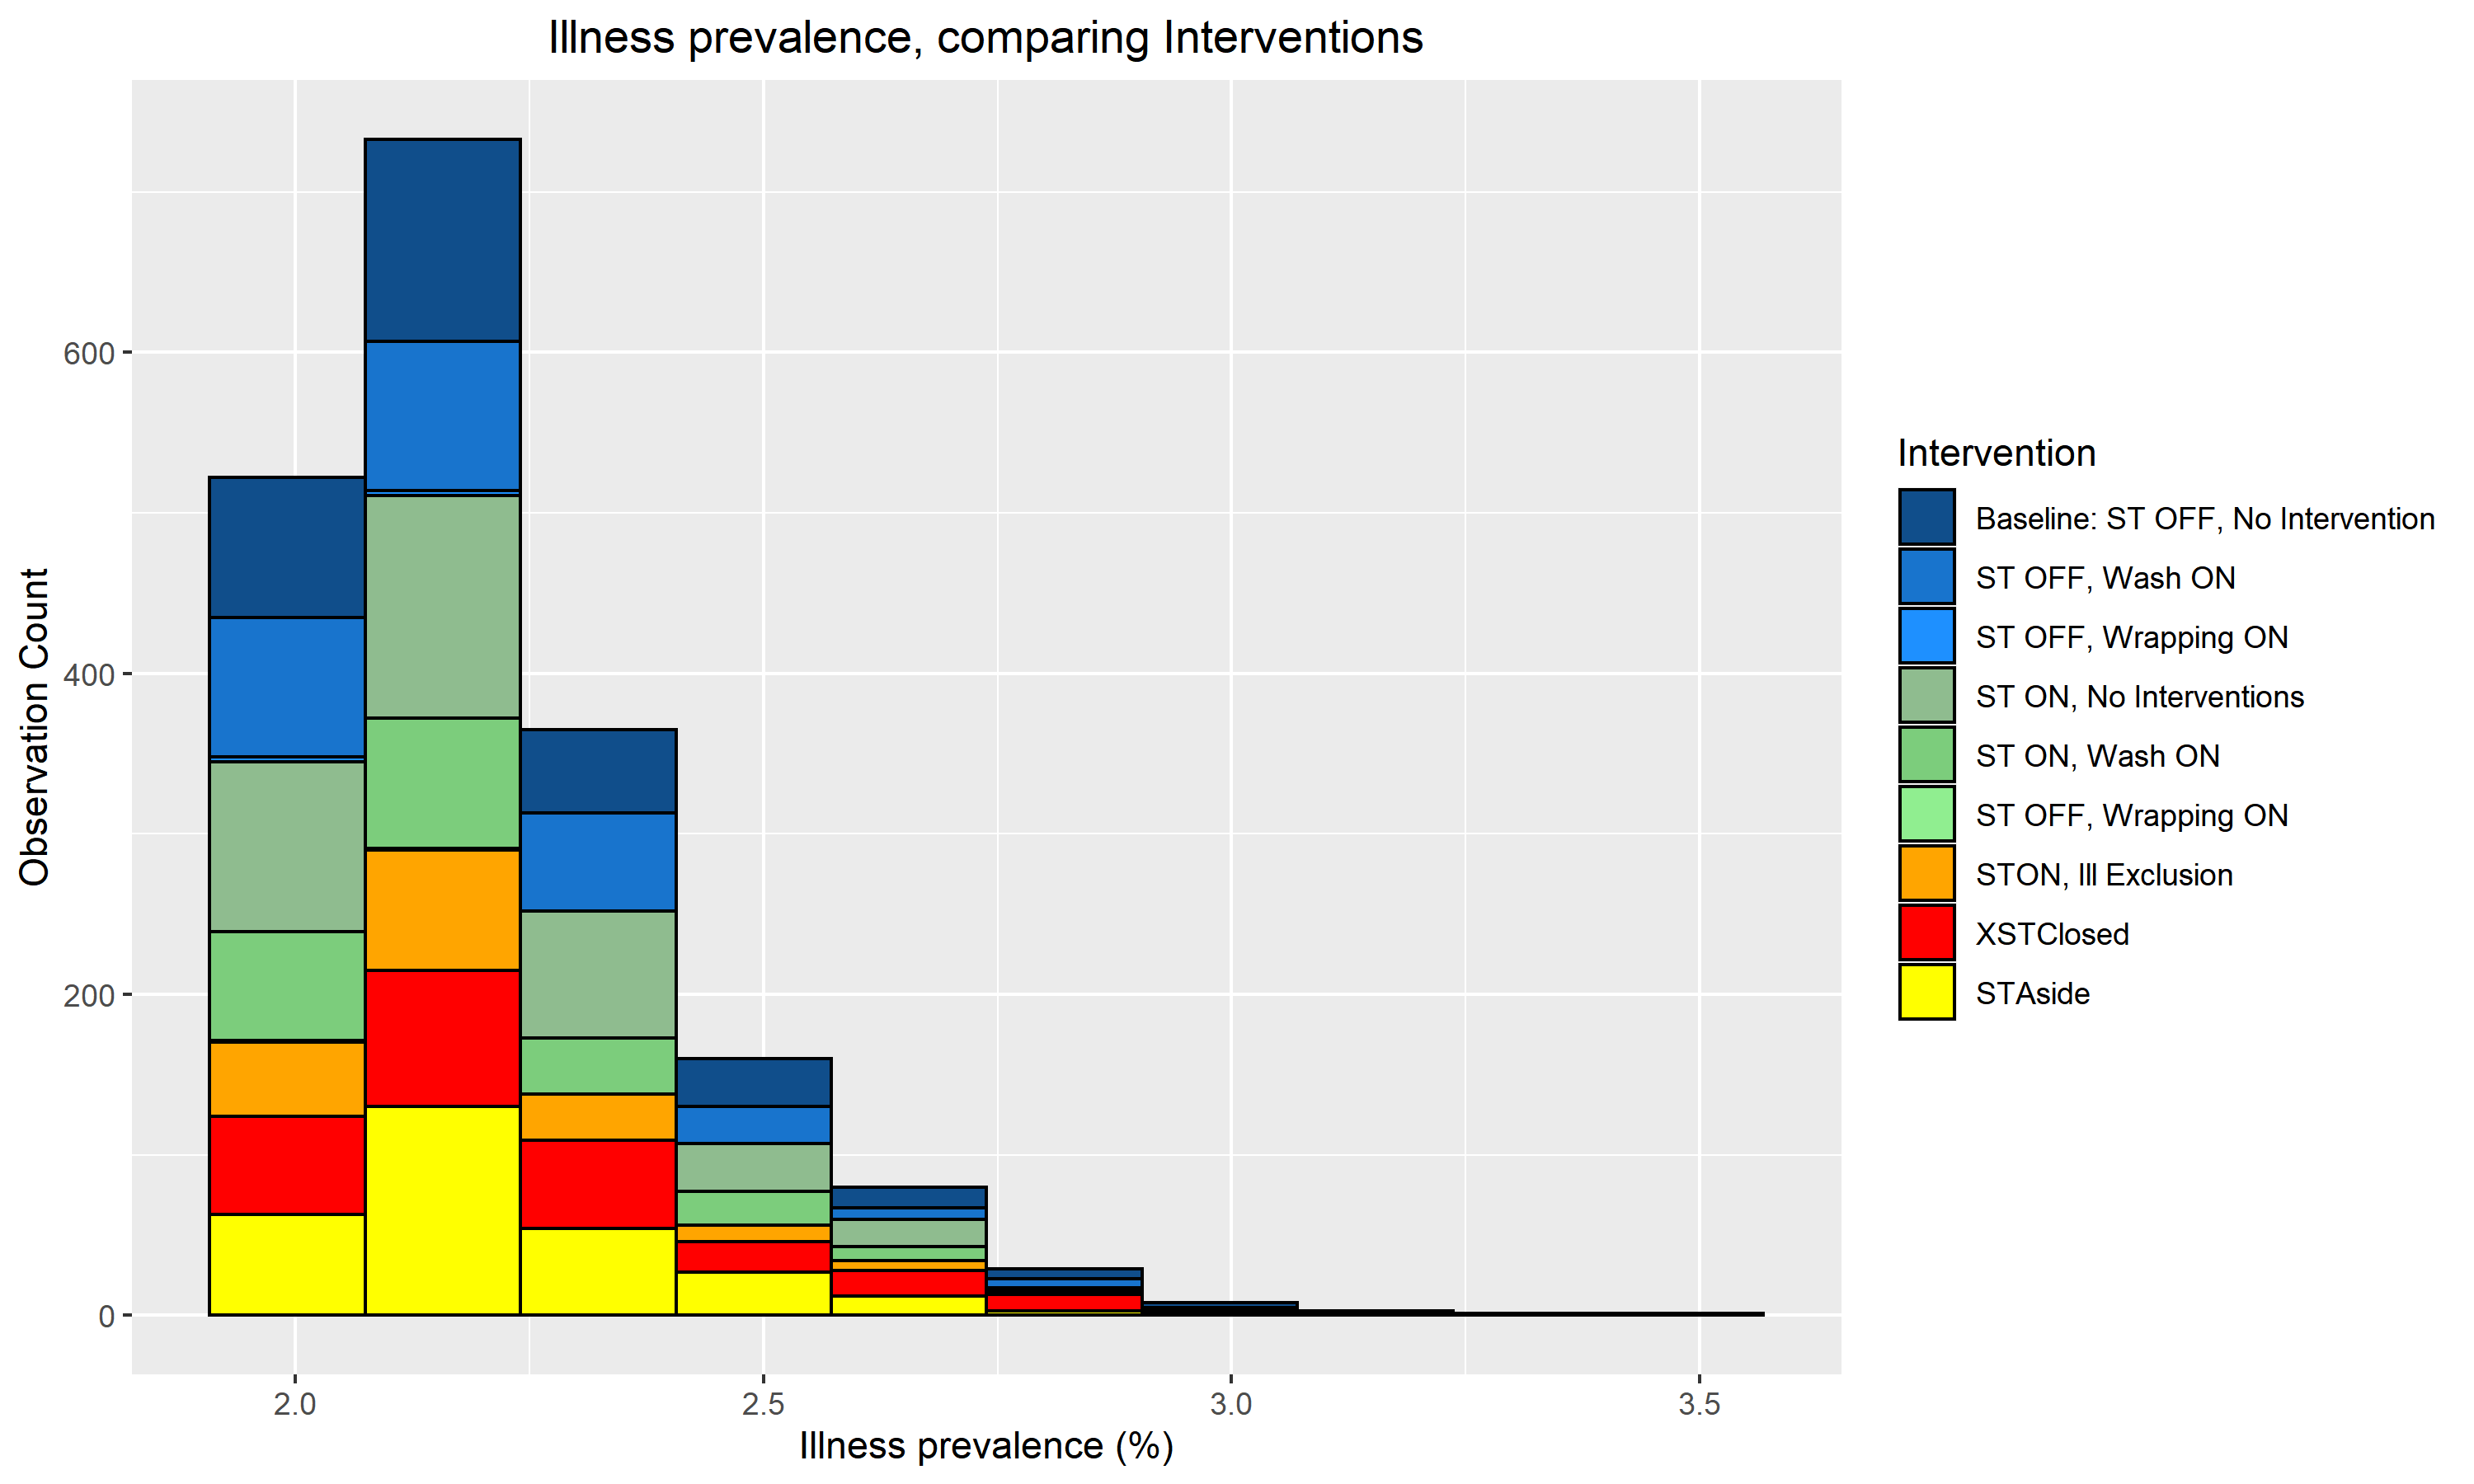 Illness prevalence, comparing Interventions
Observation Count
600
400
200
0
2.0
2.5
3.0
3.5
Illness prevalence (%)
Intervention
Baseline: ST OFF, No Intervention
ST OFF, Wash ON
ST OFF, Wrapping ON
ST ON, No Interventions
ST ON, Wash ON
ST OFF, Wrapping ON
STON, Ill Exclusion
XSTClosed
STAside